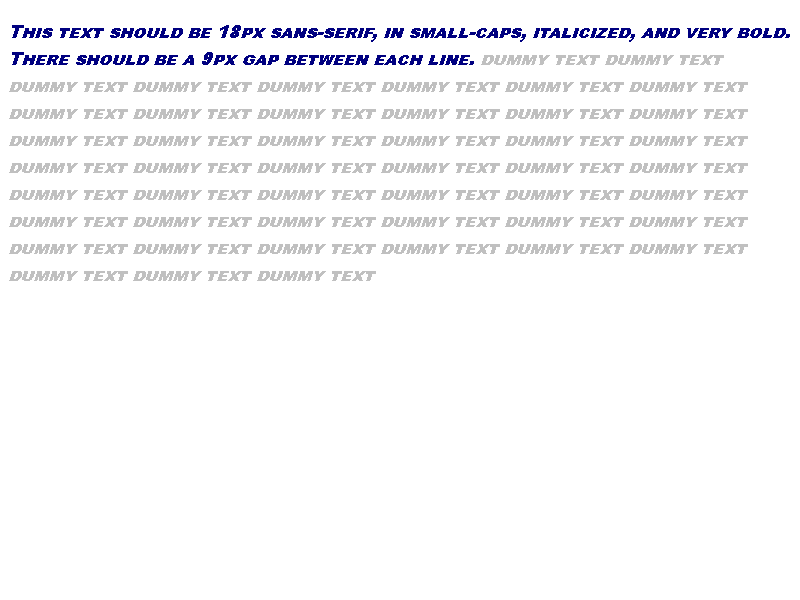 This text should be 18px sans-serif, in small-caps, italicized, and very bold.
There should be a 9px gap between each line. dummy text dummy text
dummy text dummy text dummy text dummy text dummy text dummy text
dummy text dummy text dummy text dummy text dummy text dummy text
dummy text dummy text dummy text dummy text dummy text dummy text
dummy text dummy text dummy text dummy text dummy text dummy text
dummy text dummy text dummy text dummy text dummy text dummy text
dummy text dummy text dummy text dummy text dummy text dummy text
dummy text dummy text dummy text dummy text dummy text dummy text
dummy text dummy text dummy text